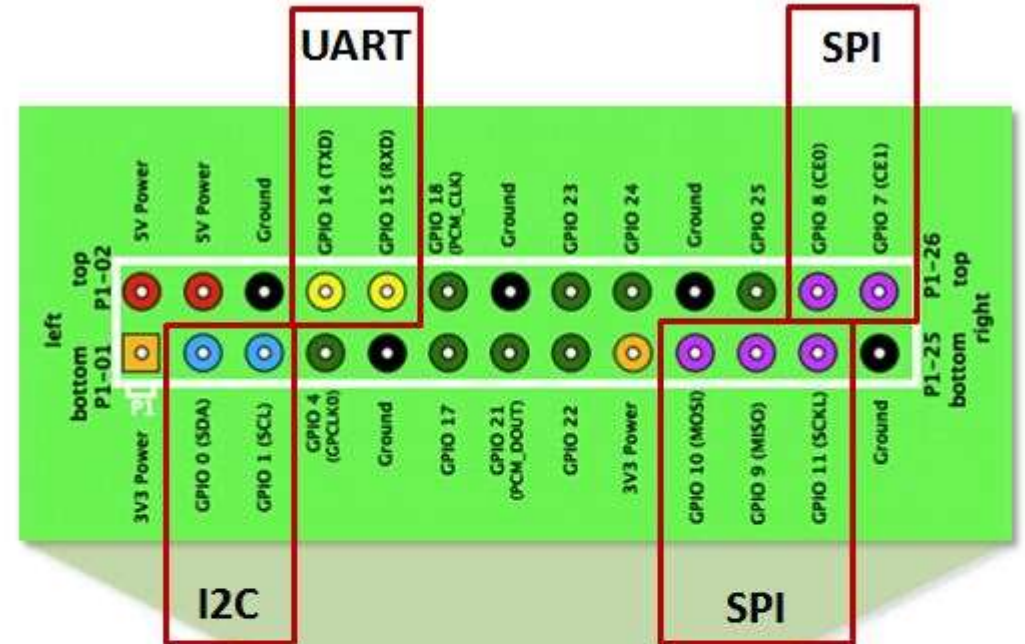 UART
SPI
5V Power
5V Power
Ground
GPIO 14 (TXD)
GPIO 15 (RXD)
GPIO 18
(PCM_CLK)
Ground
GPIO 23
GPIO 24
Ground
GPIO 25
GPIO 8 (CE0)
GPIO 7 (CE1)
left
top
P1-02
bottom
P1-01
P1
P1-26
top
right
P1-25
bottom
3V3 Power
GPIO 0 (SDA)
GPIO 1 (SCL)
GPIO 4
(GPCLK0)
Ground
GPIO 17
GPIO 21
(PCM_DOUT)
GPIO 22
3V3 Power
GPIO 10 (MOSI)
GPIO 9 (MISO)
GPIO 11 (SCKL)
Ground
I2C
SPI